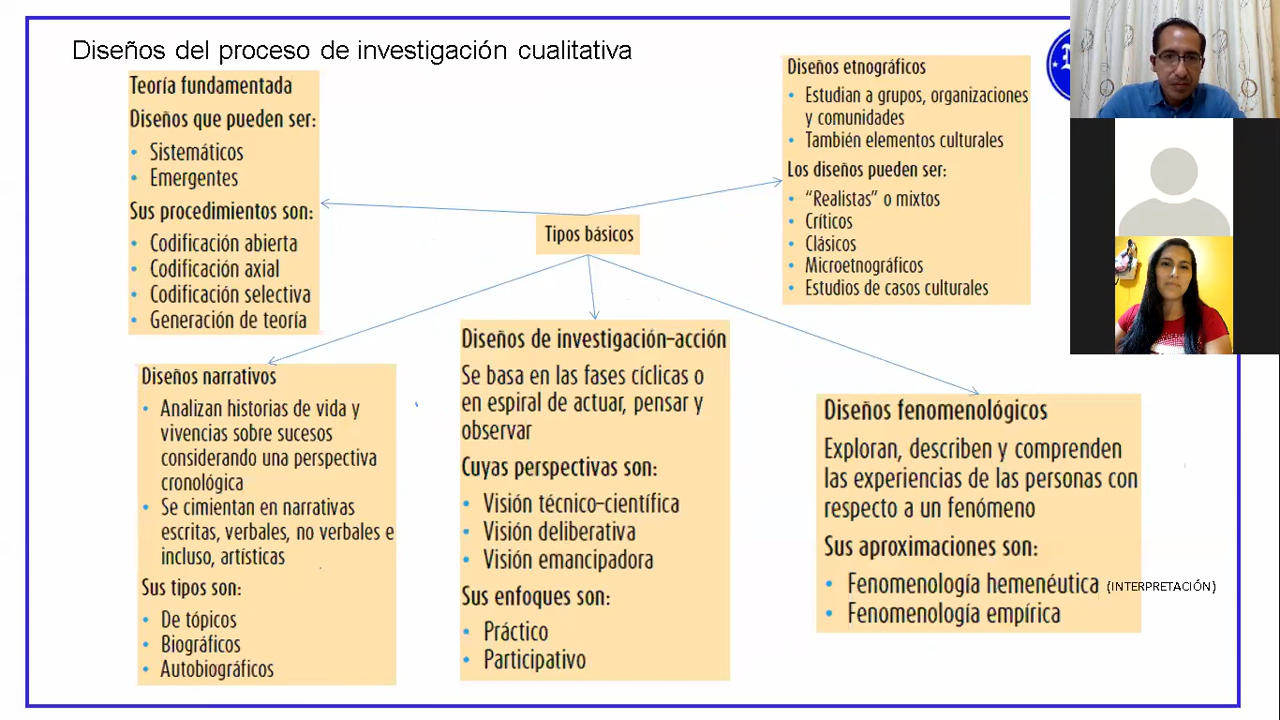 Diseños del proceso de investigación cualitativa
Teoría fundamentada
Diseños que pueden ser:
• Sistemáticos
• Emergentes
Sus procedimientos son:
• Codificación abierta
• Codificación axial
• Codificación selectiva
• Generación de teoría
Tipos básicos
Diseños etnográficos
• Estudian a grupos, organizaciones
y comunidades
• También elementos culturales
Los diseños pueden ser:
• “Realistas” o mixtos
• Críticos
• Clásicos
• Microetnográficos
• Estudios de casos culturales
Diseños narrativos
• Analizan historias de vida y
vivencias sobre sucesos
considerando una perspectiva
cronológica
• Se cimientan en narrativas
escritas, verbales, no verbales e
incluso, artísticas
Sus tipos son:
• De tópicos
• Biográficos
• Autobiográficos
Diseños de investigación-acción
Se basa en las fases cíclicas o
en espiral de actuar, pensar y
observar
Cuyas perspectivas son:
• Visión técnico-científica
• Visión deliberativa
• Visión emancipadora
Sus enfoques son:
• Práctico
• Participativo
Diseños fenomenológicos
Exploran, describen y comprenden
las experiencias de las personas con
respecto a un fenómeno
Sus aproximaciones son:
• Fenomenología hemenéutica (INTERPRETACIÓN)
• Fenomenología empírica